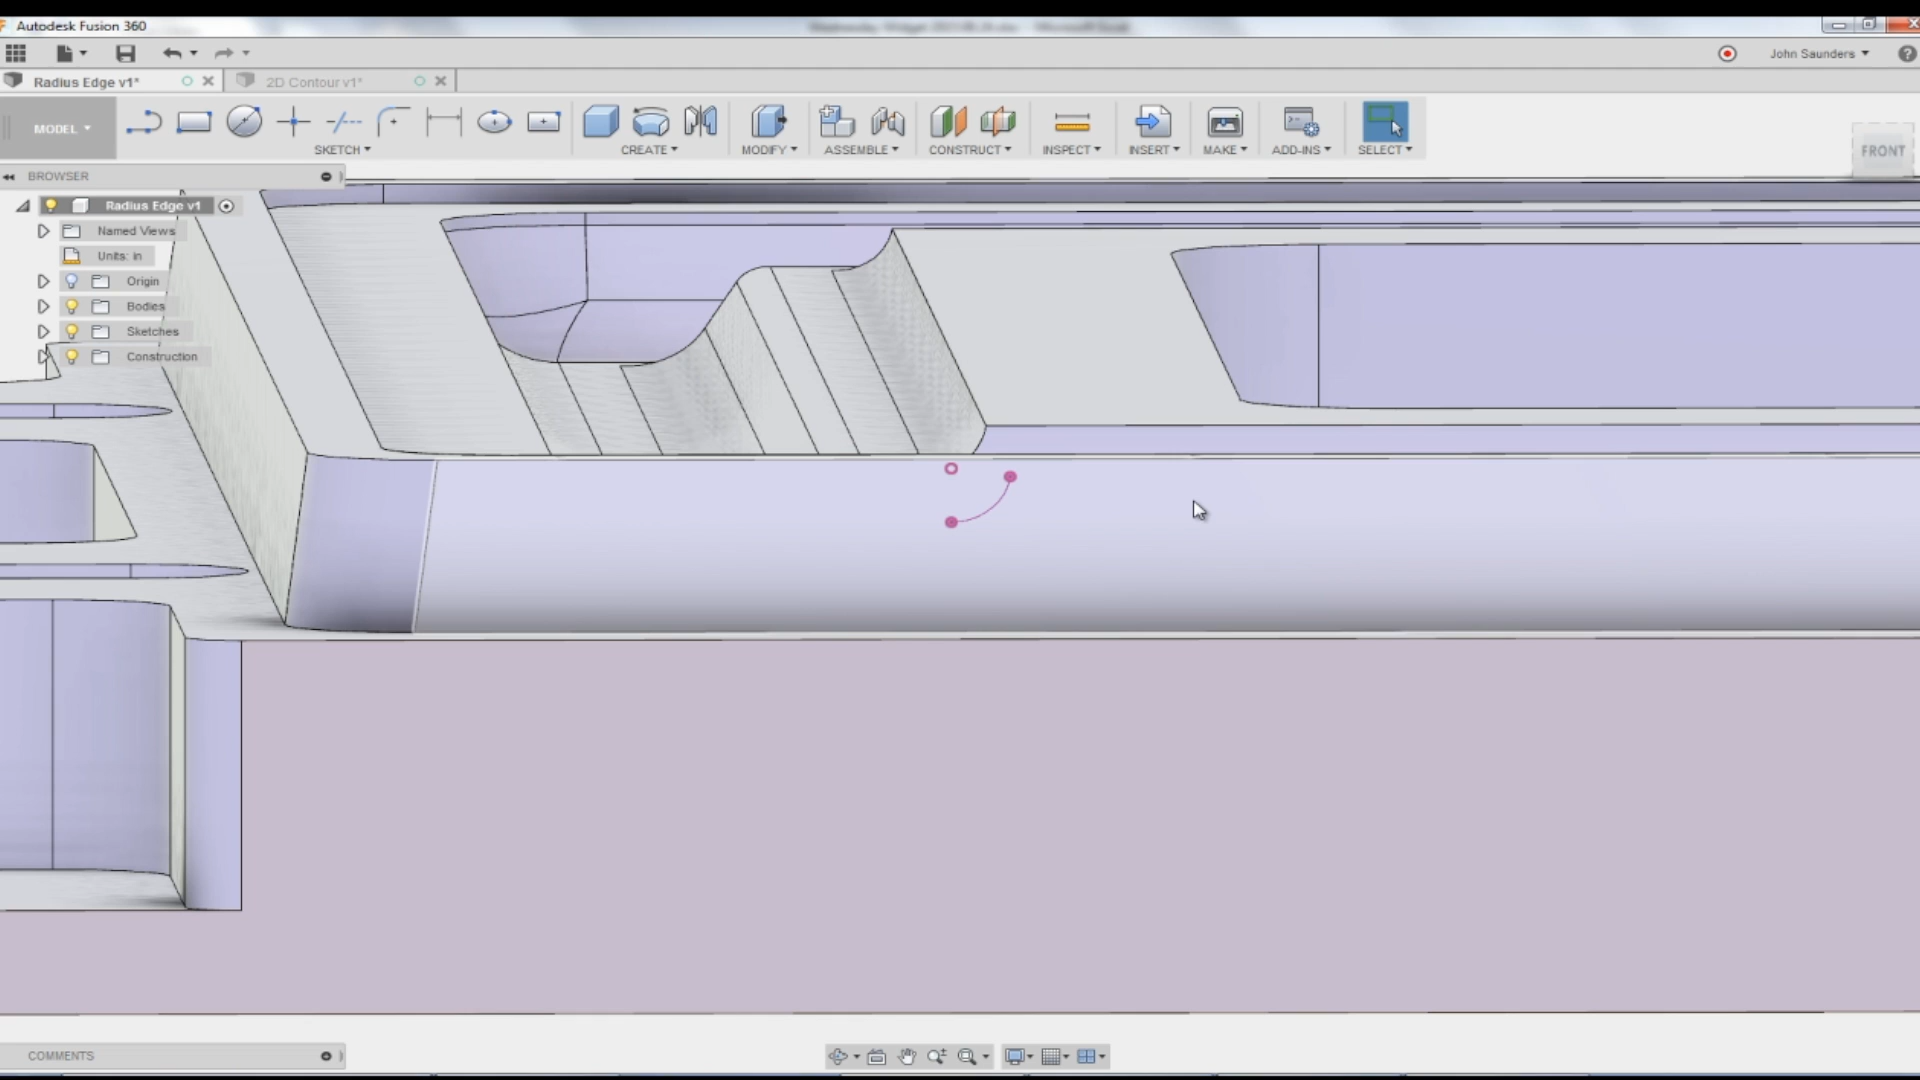 Autodesk Fusion 360
John Saunders
Radius Edge v1*
2D Contour v1*
MODEL
SKETCH
CREATE
MODIFY
ASSEMBLE
CONSTRUCT
INSPECT
INSERT
MAKE
ADD-INS
SELECT
FRONT
BROWSER
Radius Edge v1
Named Views
Units: in
Origin
Bodies
Sketches
Construction
COMMENTS